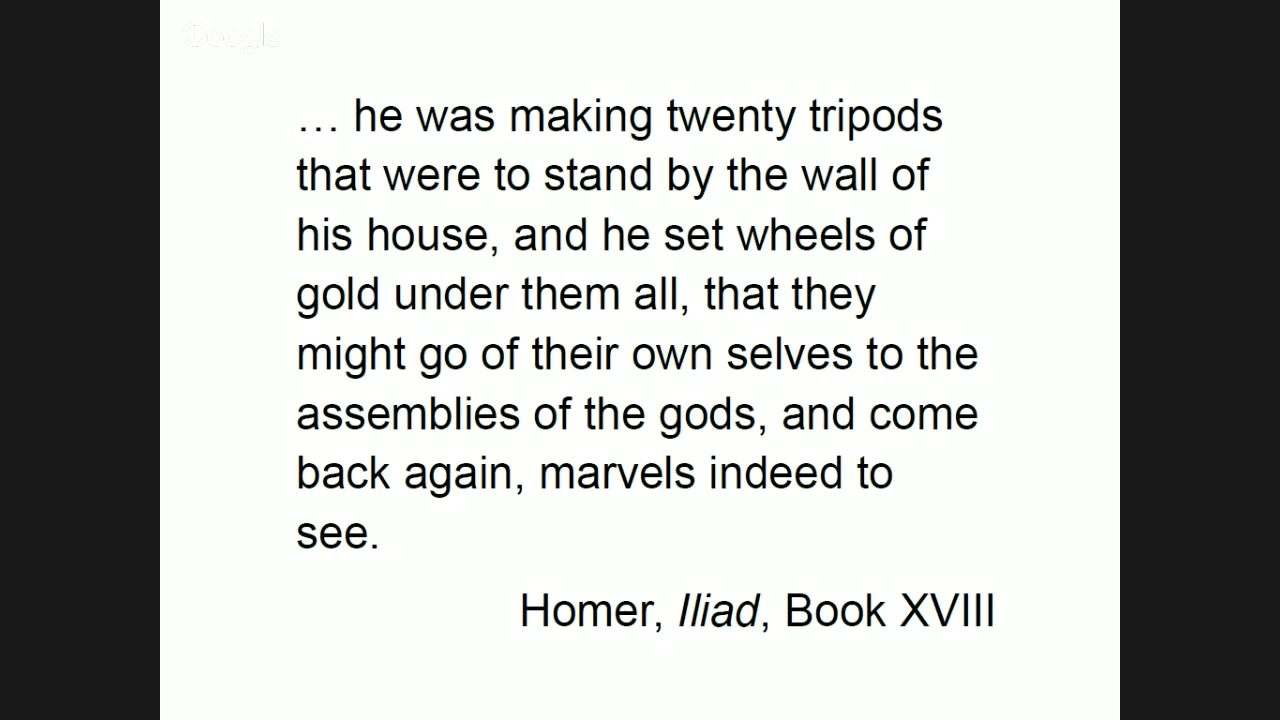 Google
… he was making twenty tripods
that were to stand by the wall of
his house, and he set wheels of
gold under them all, that they
might go of their own selves to the
assemblies of the gods, and come
back again, marvels indeed to
see.
Homer, Iliad, Book XVIII